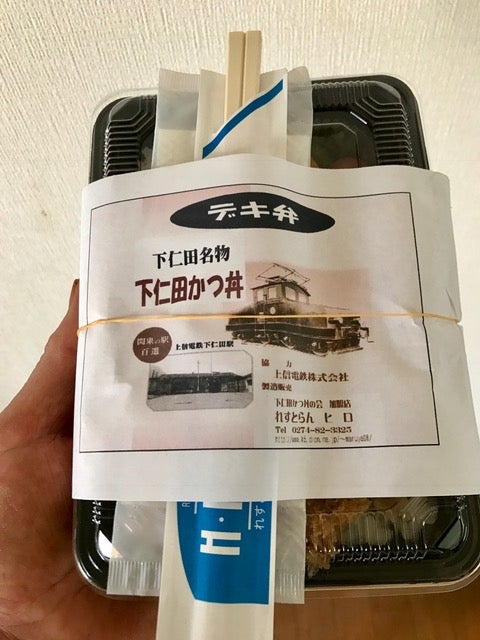 デキ弁
下仁田名物
下仁田かつ丼
関東の駅
百選
上信電鉄下仁田駅
協力
上信電鉄株式会社
製造販売
下仁田かつ丼の会 加盟店
れすとらん ヒロ
Tel 0274-82-3325
れす